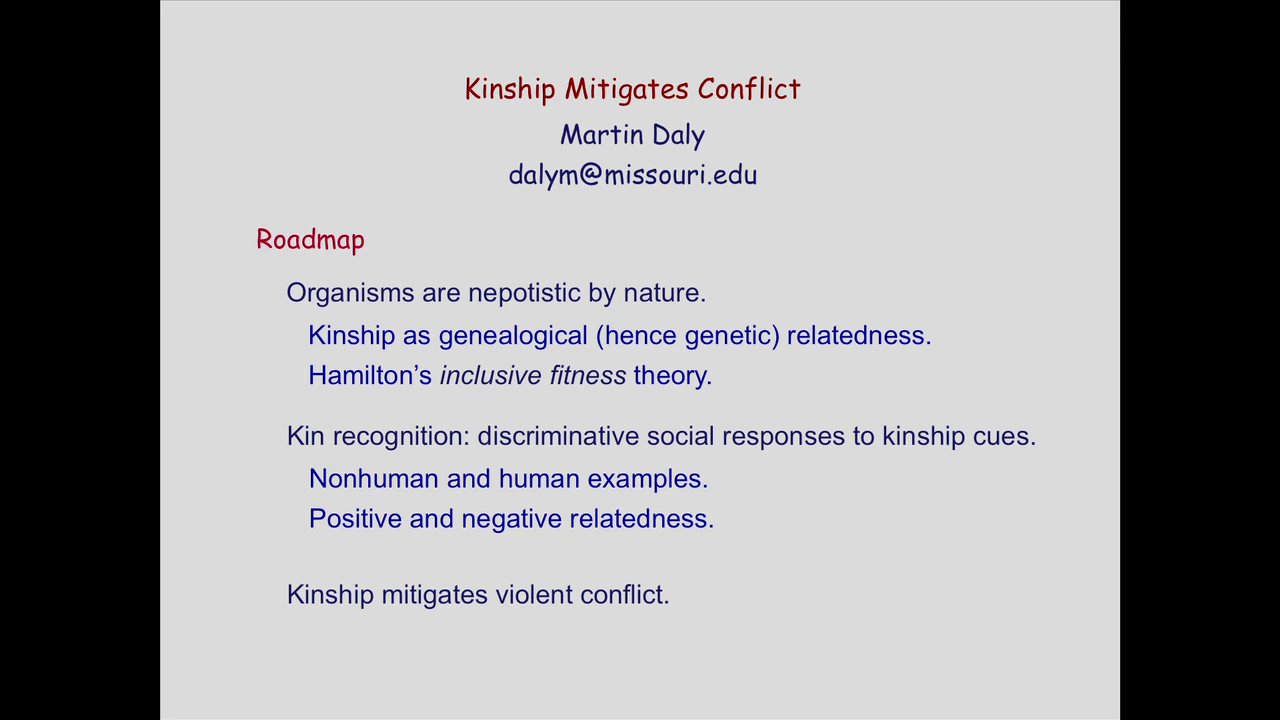 Kinship Mitigates Conflict
Martin Daly
dalym@missouri.edu
Roadmap
Organisms are nepotistic by nature.
Kinship as genealogical (hence genetic) relatedness.
Hamilton’s inclusive fitness theory.
Kin recognition: discriminative social responses to kinship cues.
Nonhuman and human examples.
Positive and negative relatedness.
Kinship mitigates violent conflict.